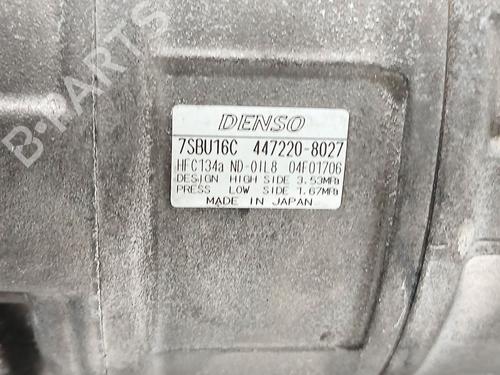 B-PARTS
DENSO
7SBU16C 447220-8027
HFC134a ND-OIL8 04F01706
DESIGN HIGH SIDE 3.53MPa
PRESS LOW SIDE 1.67MPa
MADE IN JAPAN